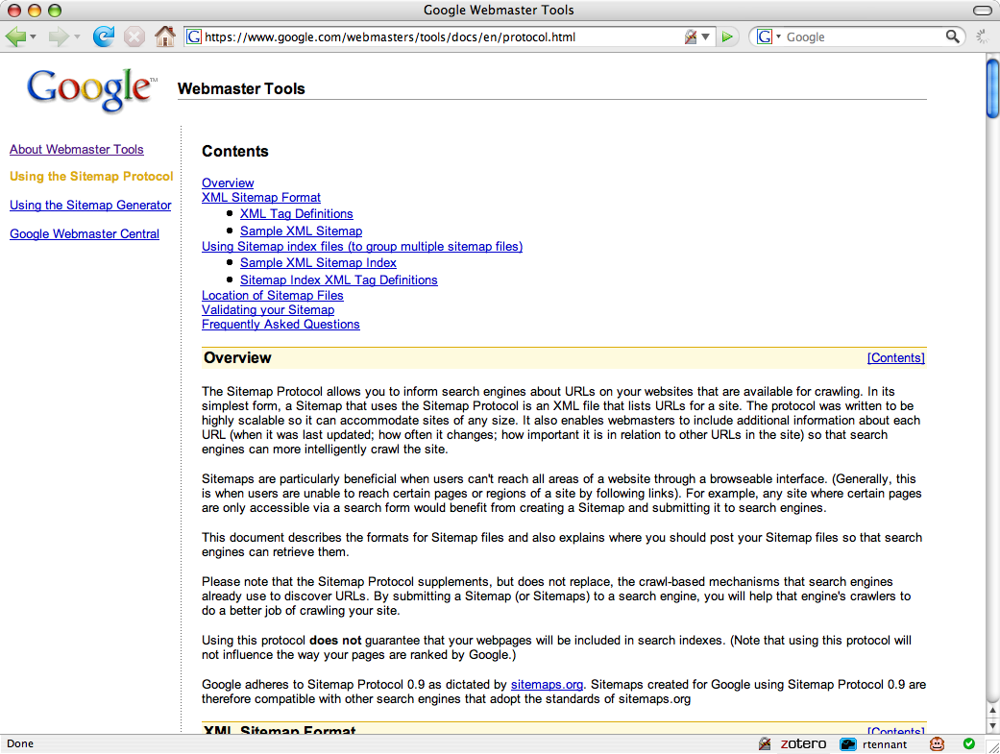 Google Webmaster Tools
https://www.google.com/webmasters/tools/docs/en/protocol.html
G
Google
Google™
Webmaster Tools
About Webmaster Tools
Using the Sitemap Protocol
Using the Sitemap Generator
Google Webmaster Central
Contents
Overview
XML Sitemap Format
XML Tag Definitions
Sample XML Sitemap
Using Sitemap index files (to group multiple sitemap files)
Sample XML Sitemap Index
Sitemap Index XML Tag Definitions
Location of Sitemap Files
Validating your Sitemap
Frequently Asked Questions
Overview
[Contents]
The Sitemap Protocol allows you to inform search engines about URLs on your websites that are available for crawling. In its
simplest form, a Sitemap that uses the Sitemap Protocol is an XML file that lists URLs for a site. The protocol was written to be
highly scalable so it can accommodate sites of any size. It also enables webmasters to include additional information about each
URL (when it was last updated; how often it changes; how important it is in relation to other URLs in the site) so that search
engines can more intelligently crawl the site.
Sitemaps are particularly beneficial when users can't reach all areas of a website through a browseable interface. (Generally, this
is when users are unable to reach certain pages or regions of a site by following links). For example, any site where certain pages
are only accessible via a search form would benefit from creating a Sitemap and submitting it to search engines.
This document describes the formats for Sitemap files and also explains where you should post your Sitemap files so that search
engines can retrieve them.
Please note that the Sitemap Protocol supplements, but does not replace, the crawl-based mechanisms that search engines
already use to discover URLs. By submitting a Sitemap (or Sitemaps) to a search engine, you will help that engine's crawlers to
do a better job of crawling your site.
Using this protocol does not guarantee that your webpages will be included in search indexes. (Note that using this protocol will
not influence the way your pages are ranked by Google.)
Google adheres to Sitemap Protocol 0.9 as dictated by sitemaps.org. Sitemaps created for Google using Sitemap Protocol 0.9 are
therefore compatible with other search engines that adopt the standards of sitemaps.org
XML Sitemap Format
[Contents]
Done
zotero
rtennant